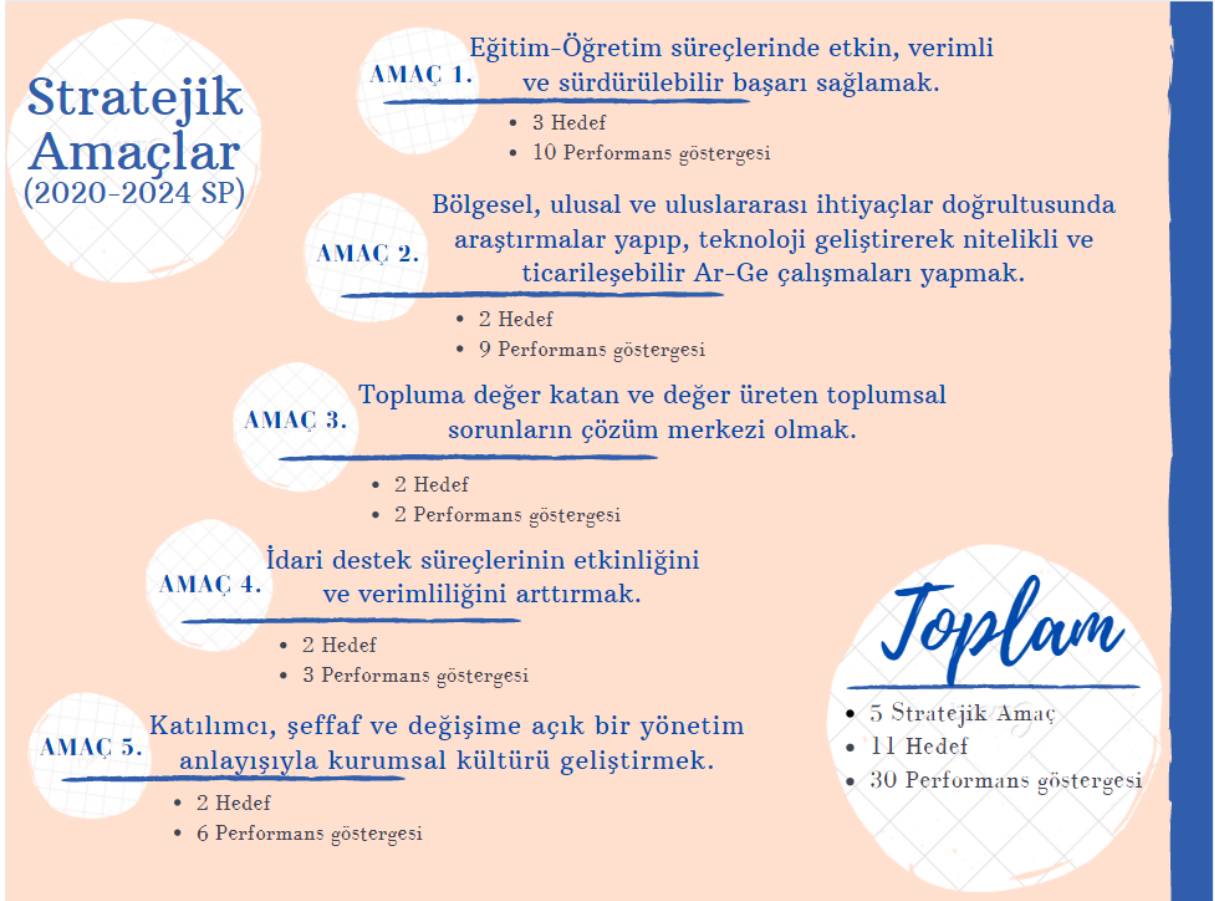 Stratejik
Amaçlar
(2020-2024 SP)
AMAÇ 1.
Eğitim-Öğretim süreçlerinde etkin, verimli
ve sürdürülebilir başarı sağlamak.
• 3 Hedef
• 10 Performans göstergesi
AMAÇ 2.
Bölgesel, ulusal ve uluslararası ihtiyaçlar doğrultusunda
araştırmalar yapıp, teknoloji geliştirerek nitelikli ve
ticarileşebilir Ar-Ge çalışmaları yapmak.
• 2 Hedef
• 9 Performans göstergesi
AMAÇ 3.
Topluma değer katan ve değer üreten toplumsal
sorunların çözüm merkezi olmak.
• 2 Hedef
• 2 Performans göstergesi
AMAÇ 4.
İdari destek süreçlerinin etkinliğini
ve verimliliğini arttırmak.
• 2 Hedef
• 3 Performans göstergesi
AMAÇ 5.
Katılımcı, şeffaf ve değişime açık bir yönetim
anlayışıyla kurumsal kültürü geliştirmek.
• 2 Hedef
• 6 Performans göstergesi
Toplam
• 5 Stratejik Amaç
• 11 Hedef
• 30 Performans göstergesi